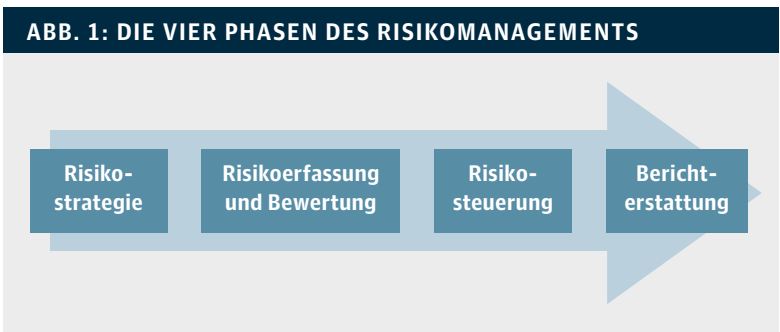 ABB. 1: DIE VIER PHASEN DES RISIKOMANAGEMENTS
Risiko-
strategie
Risikoerfassung
und Bewertung
Risiko-
steuerung
Bericht-
erstattung